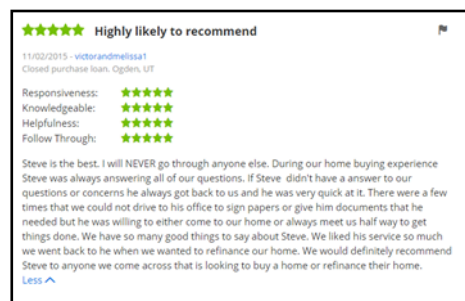 Highly likely to recommend
11/02/2015 - victorandmelissa1
Closed purchase loan. Ogden, UT
Responsiveness:
Knowledgeable:
Helpfulness:
Follow Through:
Steve is the best. I will NEVER go through anyone else. During our home buying experience
Steve was always answering all of our questions. If Steve didn't have a answer to our
questions or concerns he always got back to us and he was very quick at it. There were a few
times that we could not drive to his office to sign papers or give him documents that he
needed but he was willing to either come to our home or always meet us half way to get
things done. We have so many good things to say about Steve. We liked his service so much
we went back to he when we wanted to refinance our home. We would definitely recommend
Steve to anyone we come across that is looking to buy a home or refinance their home.
Less